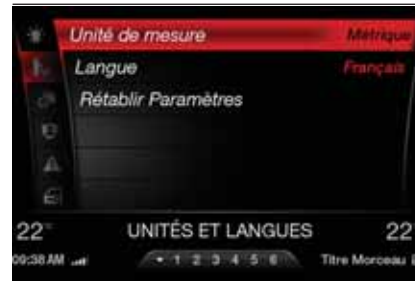 Unité de mesure Métrique
Langue Français
Rétablir Paramètres
22° UNITÉS ET LANGUES 22
09:38 AM 1 2 3 4 5 6 Titre Morceau